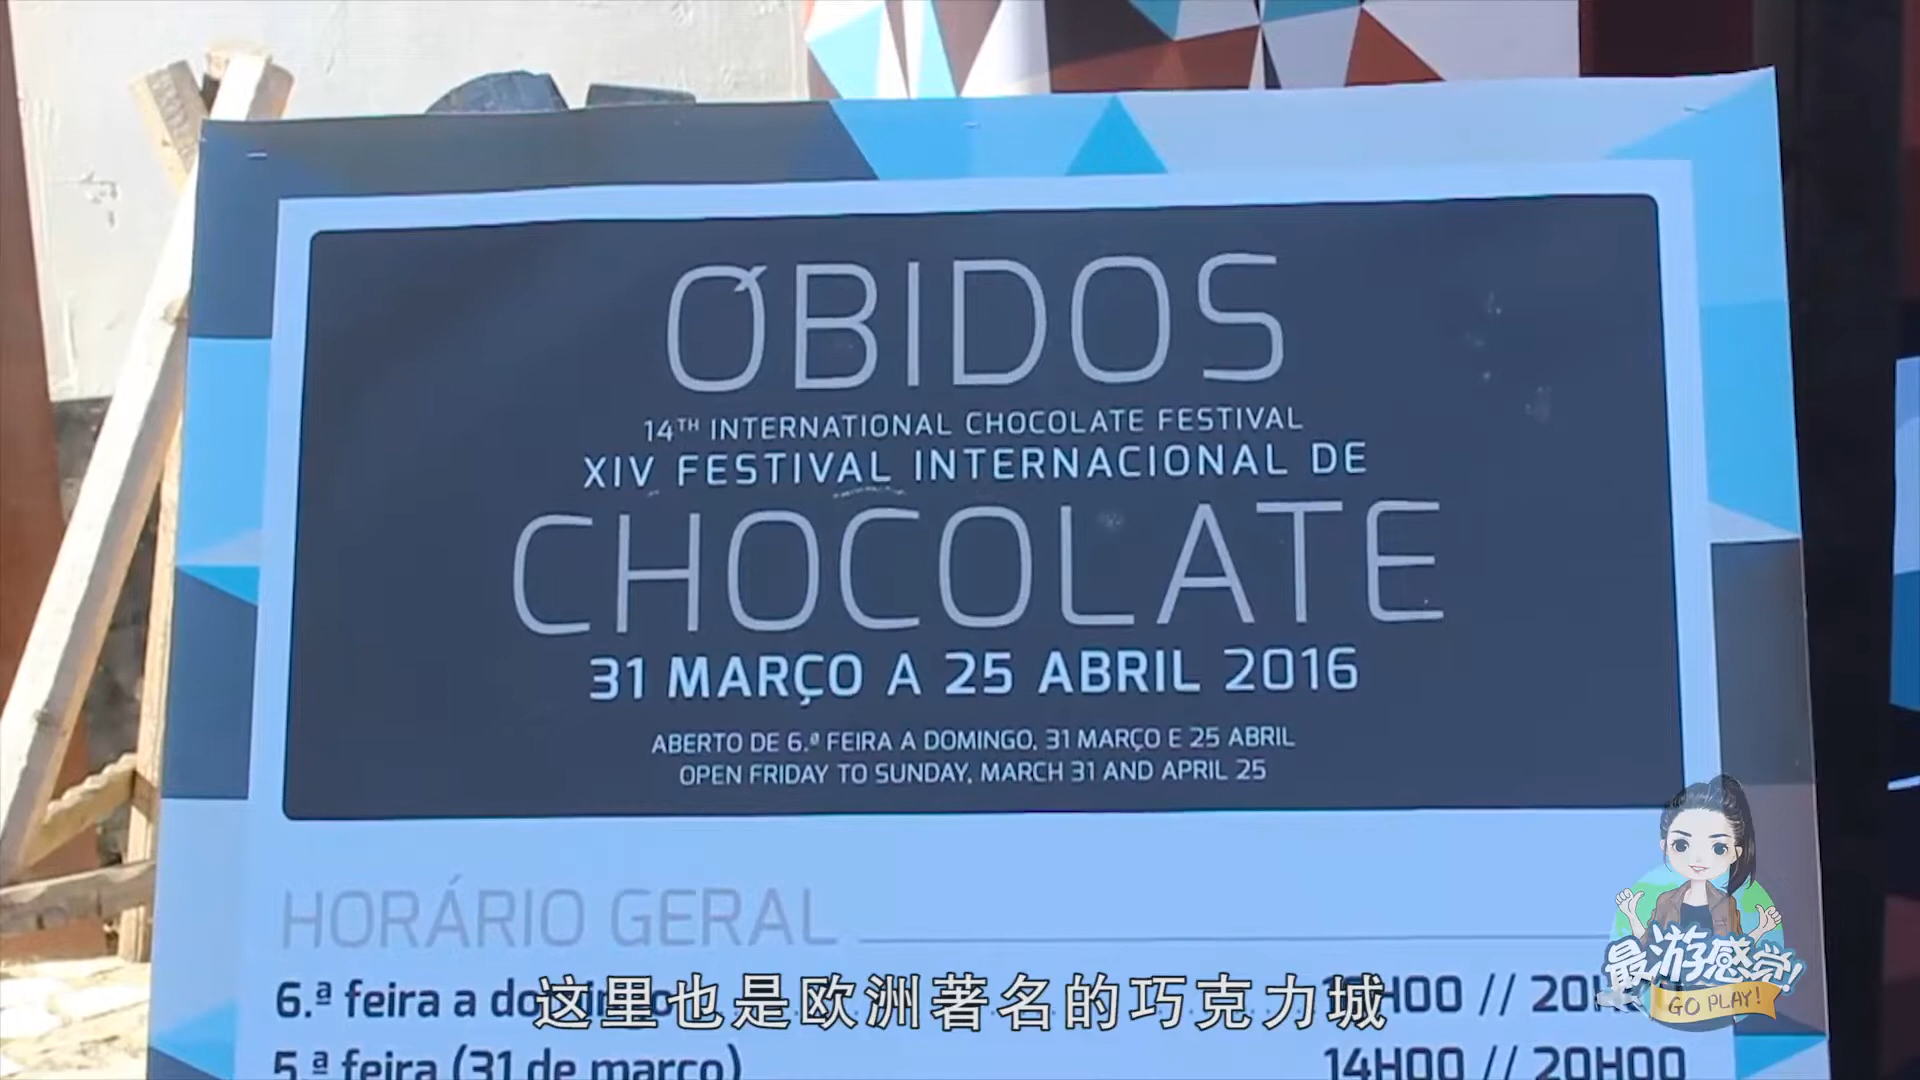 ÓBIDOS
14TH INTERNATIONAL CHOCOLATE FESTIVAL
XIV FESTIVAL INTERNACIONAL DE
CHOCOLATE
31 MARÇO A 25 ABRIL 2016
ABERTO DE 6.ª FEIRA A DOMINGO, 31 MARÇO E 25 ABRIL
OPEN FRIDAY TO SUNDAY, MARCH 31 AND APRIL 25
HORÁRIO GERAL
6.ª feira a domingo
5.ª feira (31 de março) 14H00 // 20H00
这里也是欧洲著名的巧克力城
最游感觉!
GO PLAY!